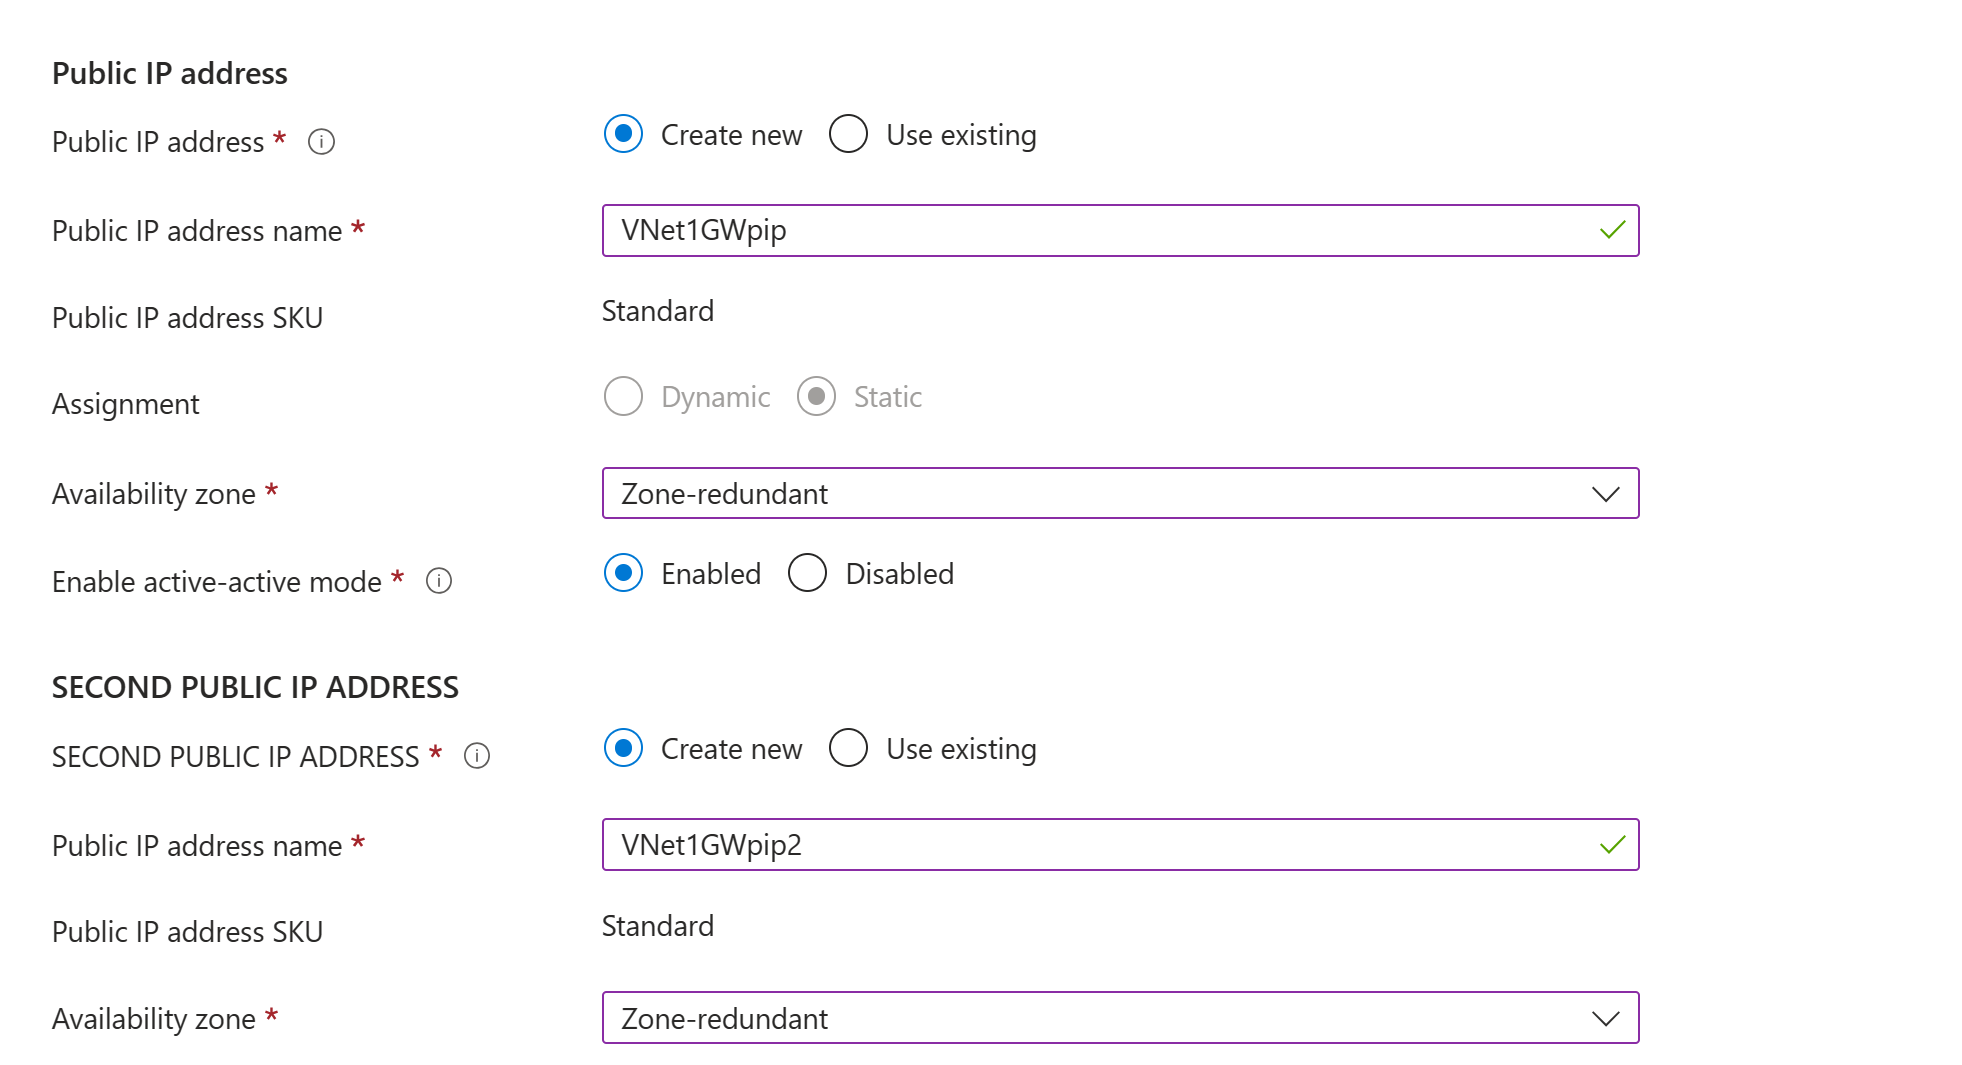 Public IP address
Public IP address * Create new Use existing
Public IP address name * VNet1GWpip
Public IP address SKU Standard
Assignment Dynamic Static
Availability zone * Zone-redundant
Enable active-active mode * Enabled Disabled
SECOND PUBLIC IP ADDRESS
SECOND PUBLIC IP ADDRESS * Create new Use existing
Public IP address name * VNet1GWpip2
Public IP address SKU Standard
Availability zone * Zone-redundant